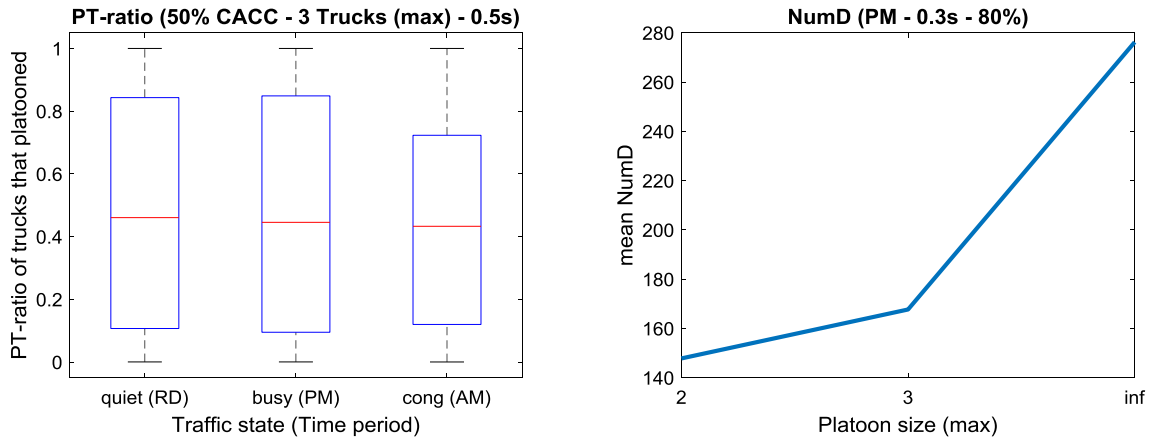 PT-ratio (50% CACC - 3 Trucks (max) - 0.5s)
PT-ratio of trucks that platooned
1
0.8
0.6
0.4
0.2
0
quiet (RD)
busy (PM)
cong (AM)
Traffic state (Time period)
NumD (PM - 0.3s - 80%)
mean NumD
280
260
240
220
200
180
160
140
2
3
inf
Platoon size (max)